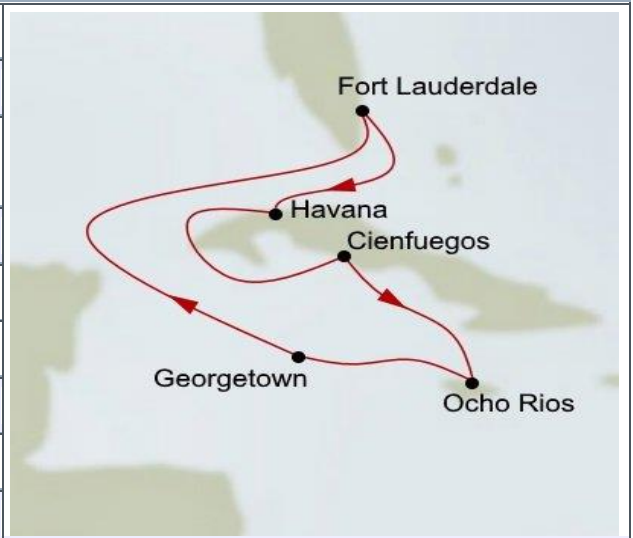 Fort Lauderdale
Havana
Cienfuegos
Georgetown
Ocho Rios